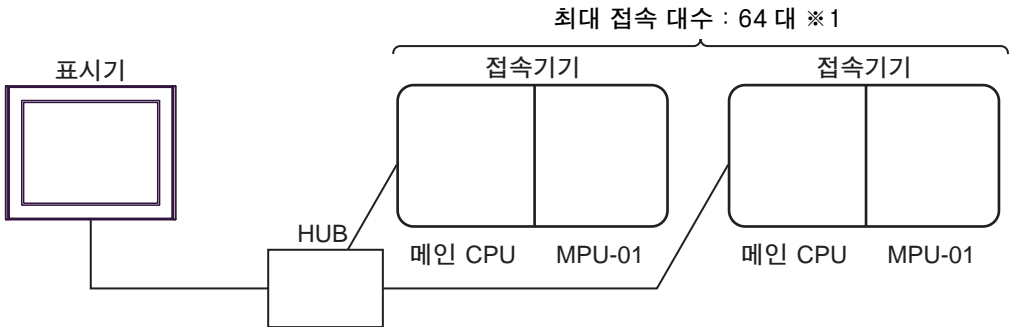 최대 접속 대수 : 64 대 ※1
표시기
접속기기
접속기기
HUB
메인 CPU
MPU-01
메인 CPU
MPU-01